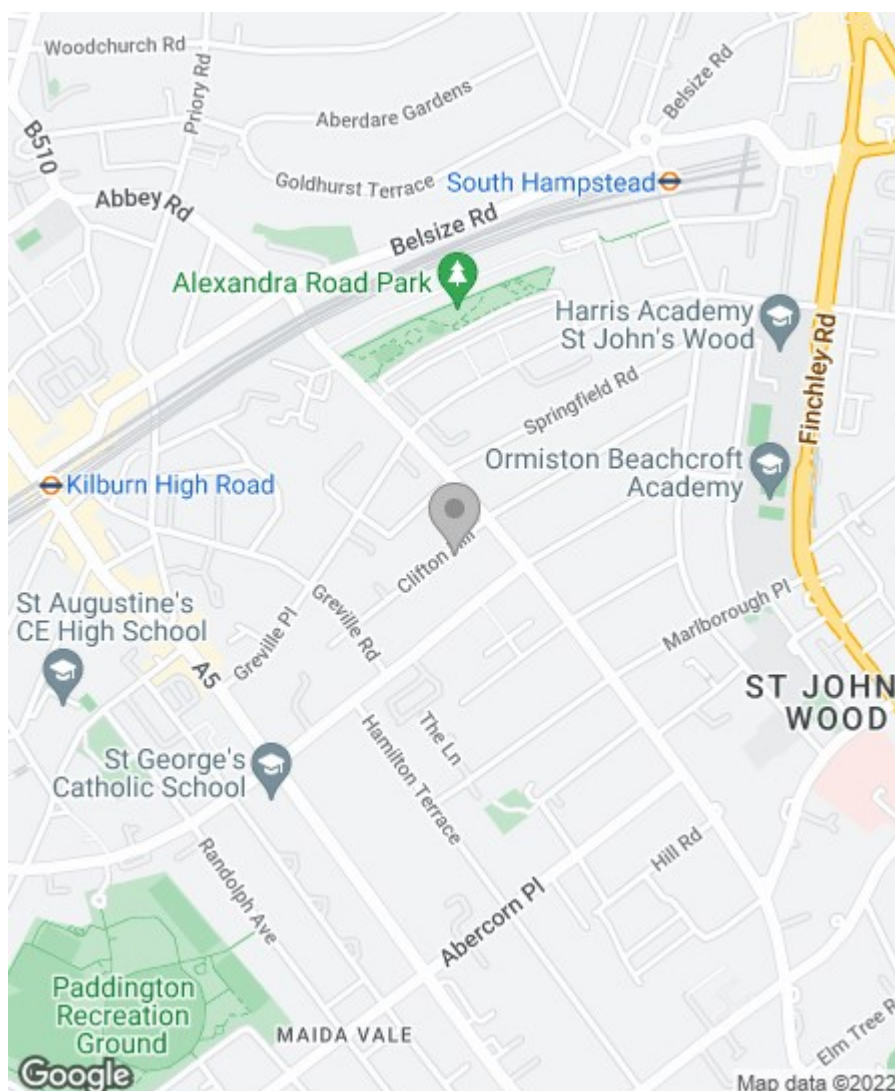 Woodchurch Rd
Priory Rd
Belsize Rd
B510
Aberdare Gardens
Goldhurst Terrace
South Hampstead
Abbey Rd
Belsize Rd
Alexandra Road Park
Harris Academy
St John's Wood
Finchley Rd
Springfield Rd
Ormiston Beachcroft
Academy
Kilburn High Road
Clifton Hill
St Augustine's
CE High School
Greville Pl
Greville Rd
Marlborough Pl
A5
ST JOHN
WOOD
The Ln
St George's
Catholic School
Hamilton Terrace
Randolph Ave
Hill Rd
Abercorn Pl
Paddington
Recreation
Ground
MAIDA VALE
Elm Tree R
Google
Map data ©2022